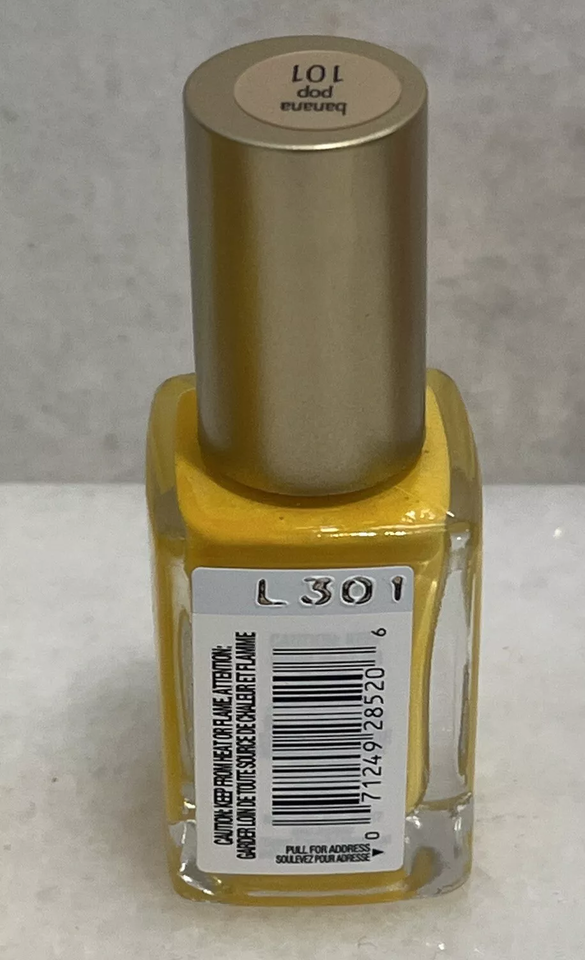 banana
pop
101
L301
CAUTION: KEEP FROM HEAT OR FLAME. ATTENTION:
GARDER LOIN DE TOUTE SOURCE DE CHALEUR ET FLAMME
0 71249 28520 6
PULL FOR ADDRESS
SOULEVEZ POUR ADRESSE